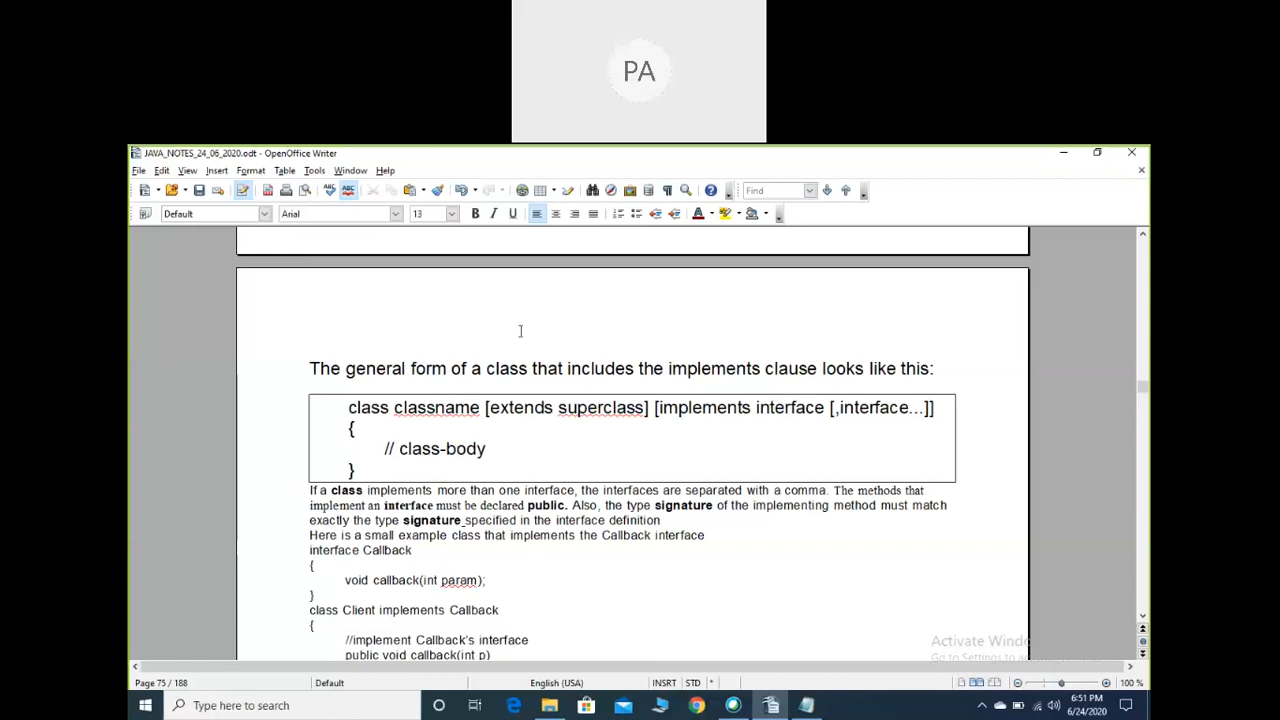 PA
JAVA_NOTES_24_06_2020.odt - OpenOffice Writer
File Edit View Insert Format Table Tools Window Help
Find
Default Arial 13 B I U
The general form of a class that includes the implements clause looks like this:
class classname [extends superclass] [implements interface [,interface...]]
{
// class-body
}
If a class implements more than one interface, the interfaces are separated with a comma. The methods that
implement an interface must be declared public. Also, the type signature of the implementing method must match
exactly the type signature specified in the interface definition
Here is a small example class that implements the Callback interface
interface Callback
{
void callback(int param);
}
class Client implements Callback
{
//implement Callback's interface
public void callback(int p)
Activate Windo
Go to Settings to a
Page 75 / 188 Default English (USA) INSRT STD * 100 %
Type here to search
6:51 PM
6/24/2020